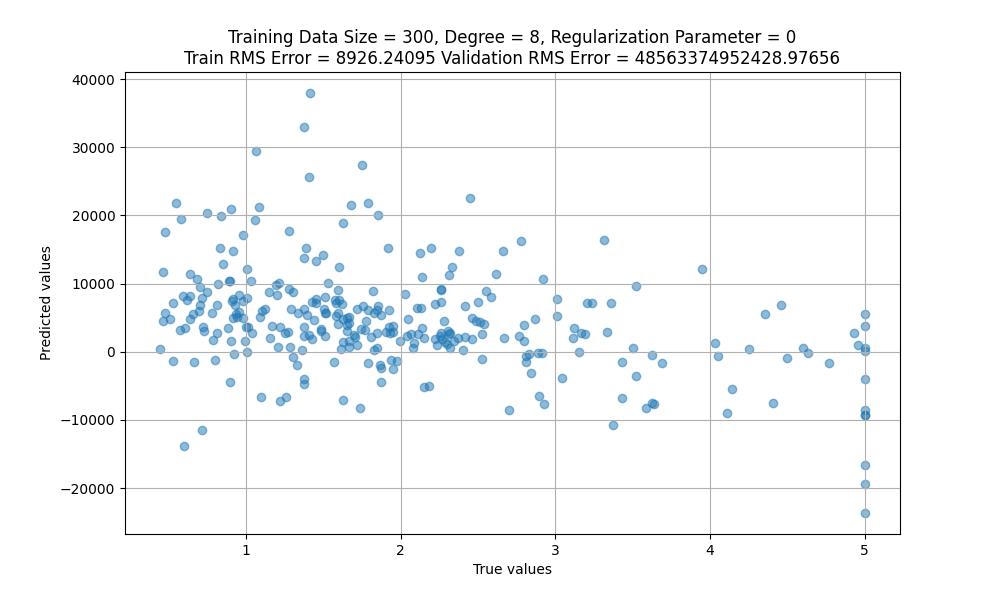 Training Data Size = 300, Degree = 8, Regularization Parameter = 0
Train RMS Error = 8926.24095 Validation RMS Error = 48563374952428.97656
40000
30000
20000
10000
0
−10000
−20000
Predicted values
1 2 3 4 5
True values